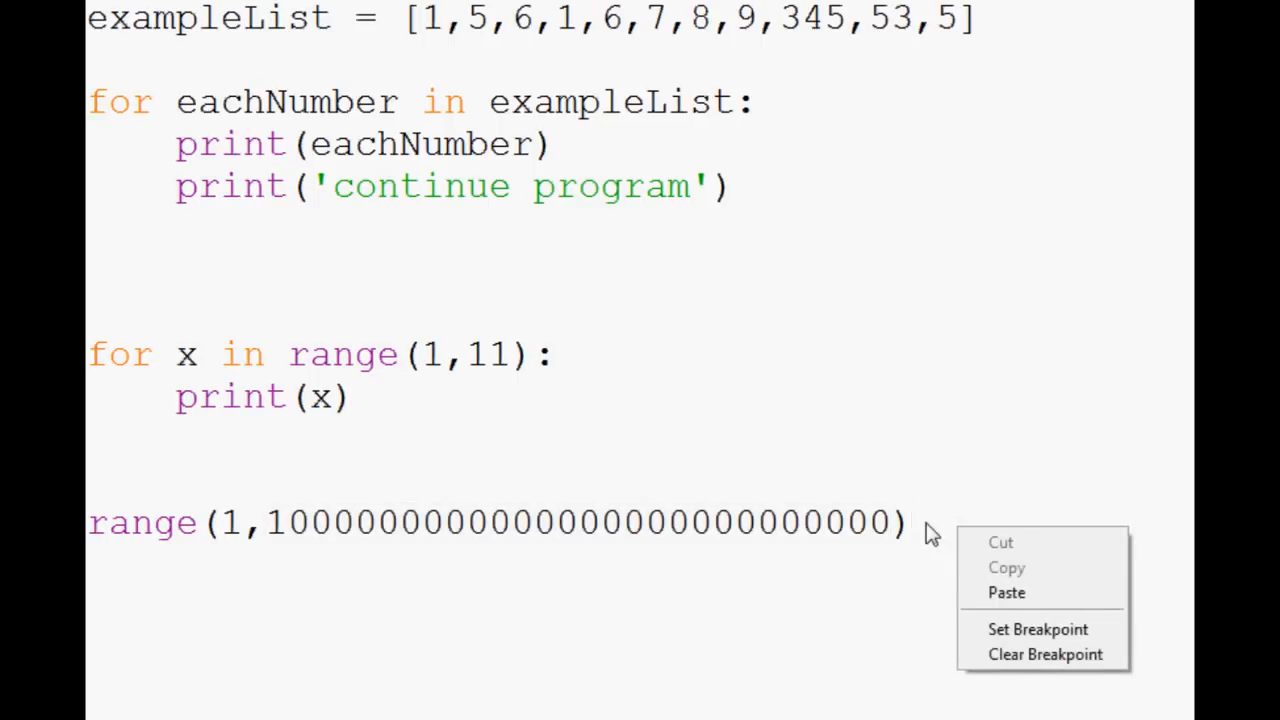 exampleList = [1,5,6,1,6,7,8,9,345,53,5]
for eachNumber in exampleList:
print(eachNumber)
print('continue program')
for x in range(1,11):
print(x)
range(1,1000000000000000000000000000)
Cut
Copy
Paste
Set Breakpoint
Clear Breakpoint